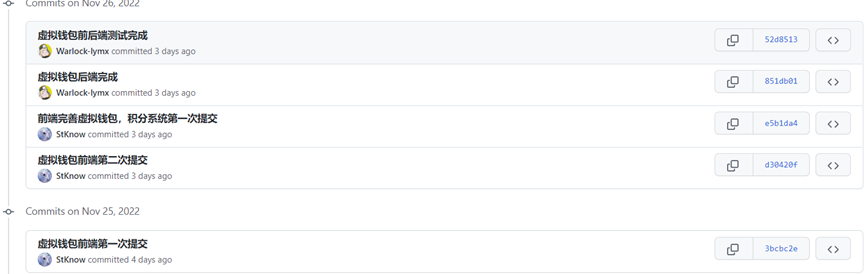 Commits on Nov 26, 2022
虚拟钱包前后端测试完成
Warlock-lymx committed 3 days ago
52d8513
虚拟钱包后端完成
Warlock-lymx committed 3 days ago
851db01
前端完善虚拟钱包，积分系统第一次提交
StKnow committed 3 days ago
e5b1da4
虚拟钱包前端第二次提交
StKnow committed 3 days ago
d30420f
Commits on Nov 25, 2022
虚拟钱包前端第一次提交
StKnow committed 4 days ago
3bcbc2e